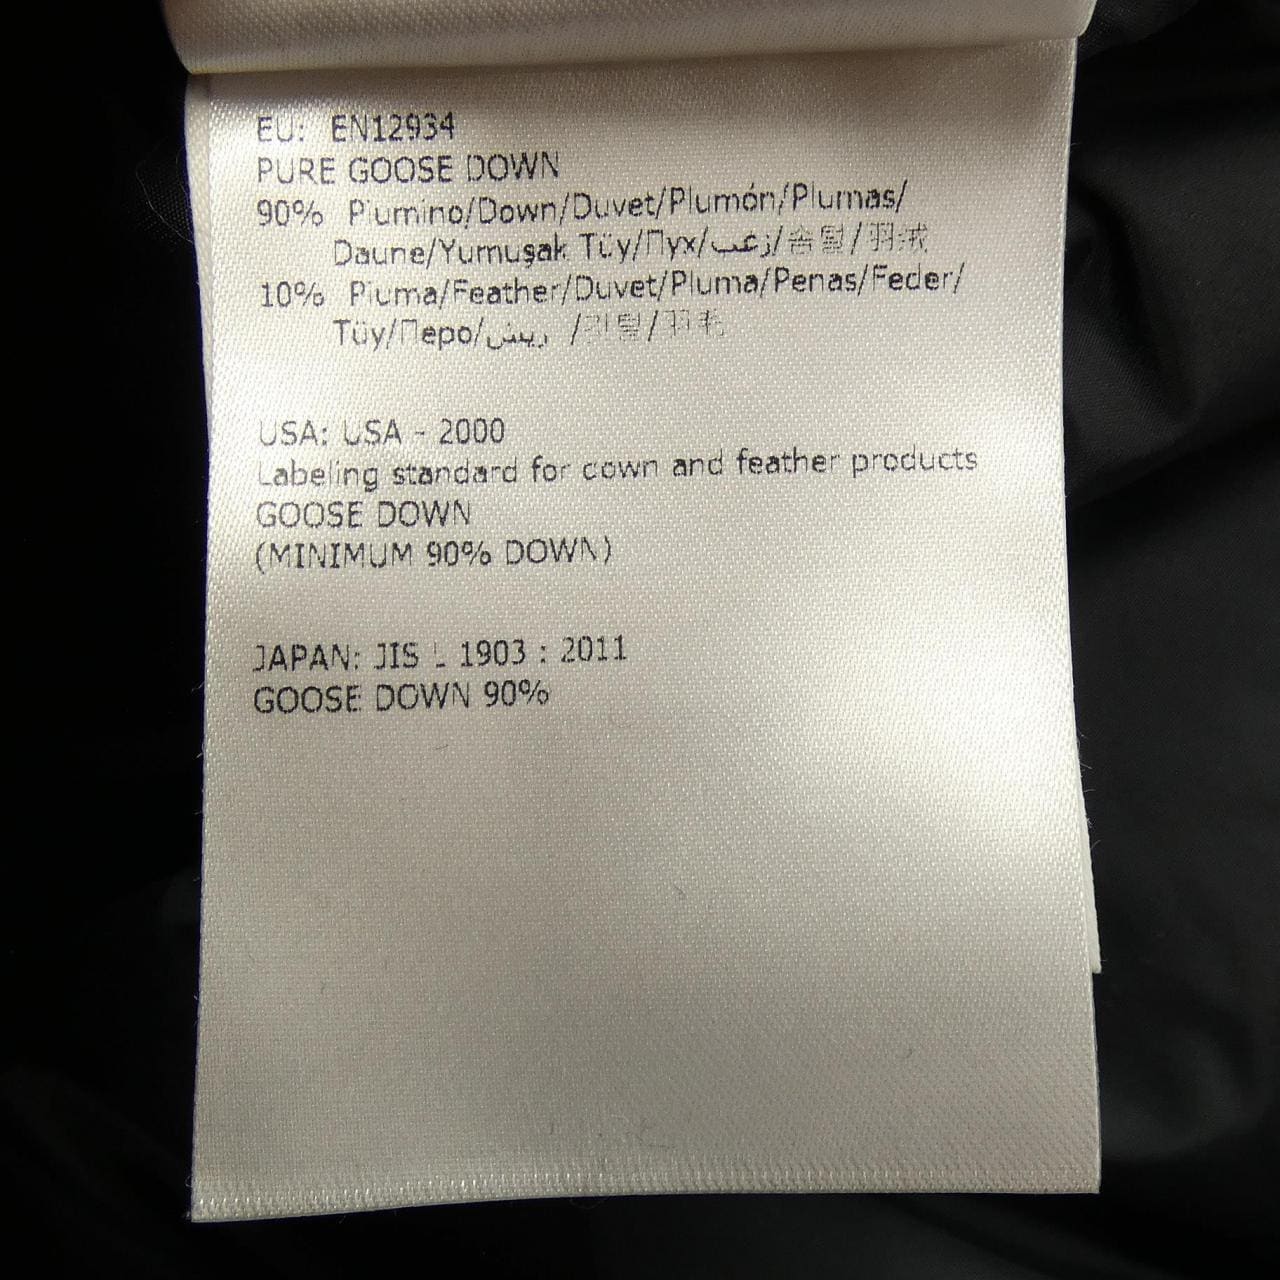 EU: EN12934
PURE GOOSE DOWN
90% Piumino/Down/Duvet/Plumón/Plumas/
Daune/Yumuşak Tüy/Пух/زغب/솜털/羽绒
10% Piuma/Feather/Duvet/Pluma/Penas/Feder/
Tüy/Перо/ريش /깃털/羽毛
USA: USA - 2000
Labeling standard for down and feather products
GOOSE DOWN
(MINIMUM 90% DOWN)
JAPAN: JIS L 1903 : 2011
GOOSE DOWN 90%